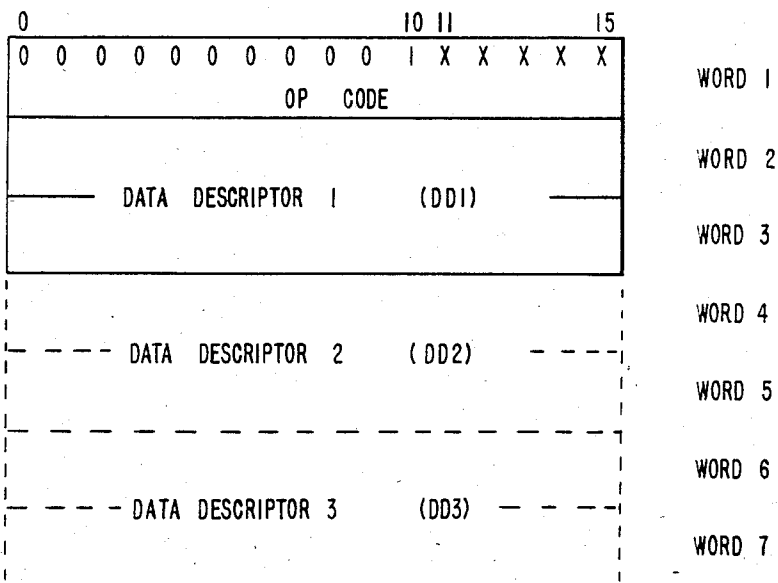 0 10 11 15
0 0 0 0 0 0 0 0 0 0 1 X X X X X
WORD 1
OP CODE
WORD 2
DATA DESCRIPTOR 1 (DD1)
WORD 3
WORD 4
DATA DESCRIPTOR 2 (DD2)
WORD 5
WORD 6
DATA DESCRIPTOR 3 (DD3)
WORD 7